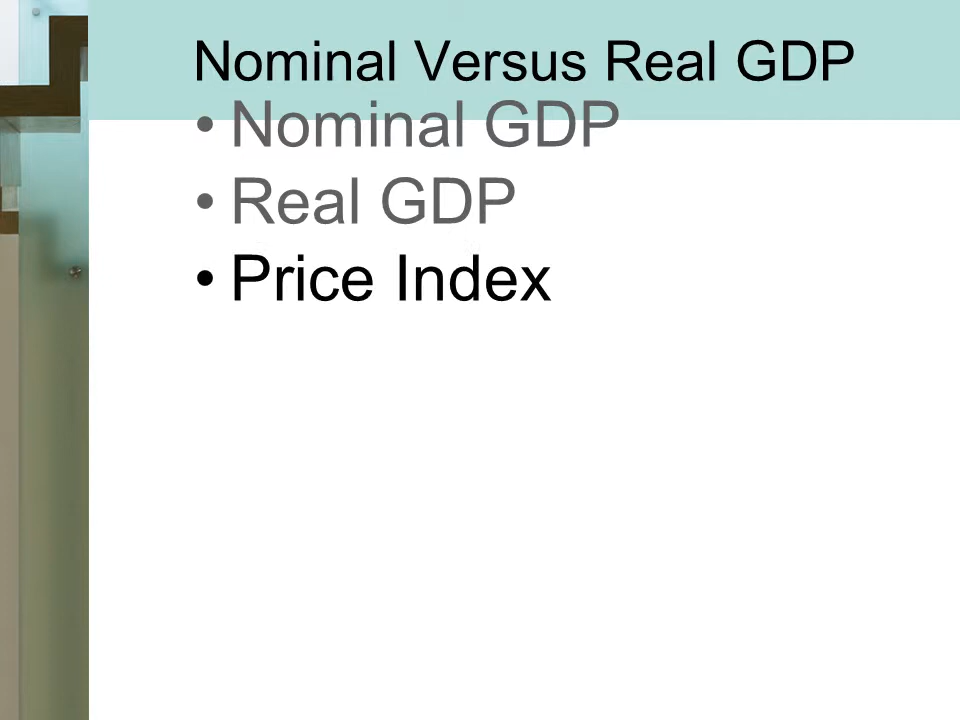 Nominal Versus Real GDP
• Nominal GDP
• Real GDP
• Price Index